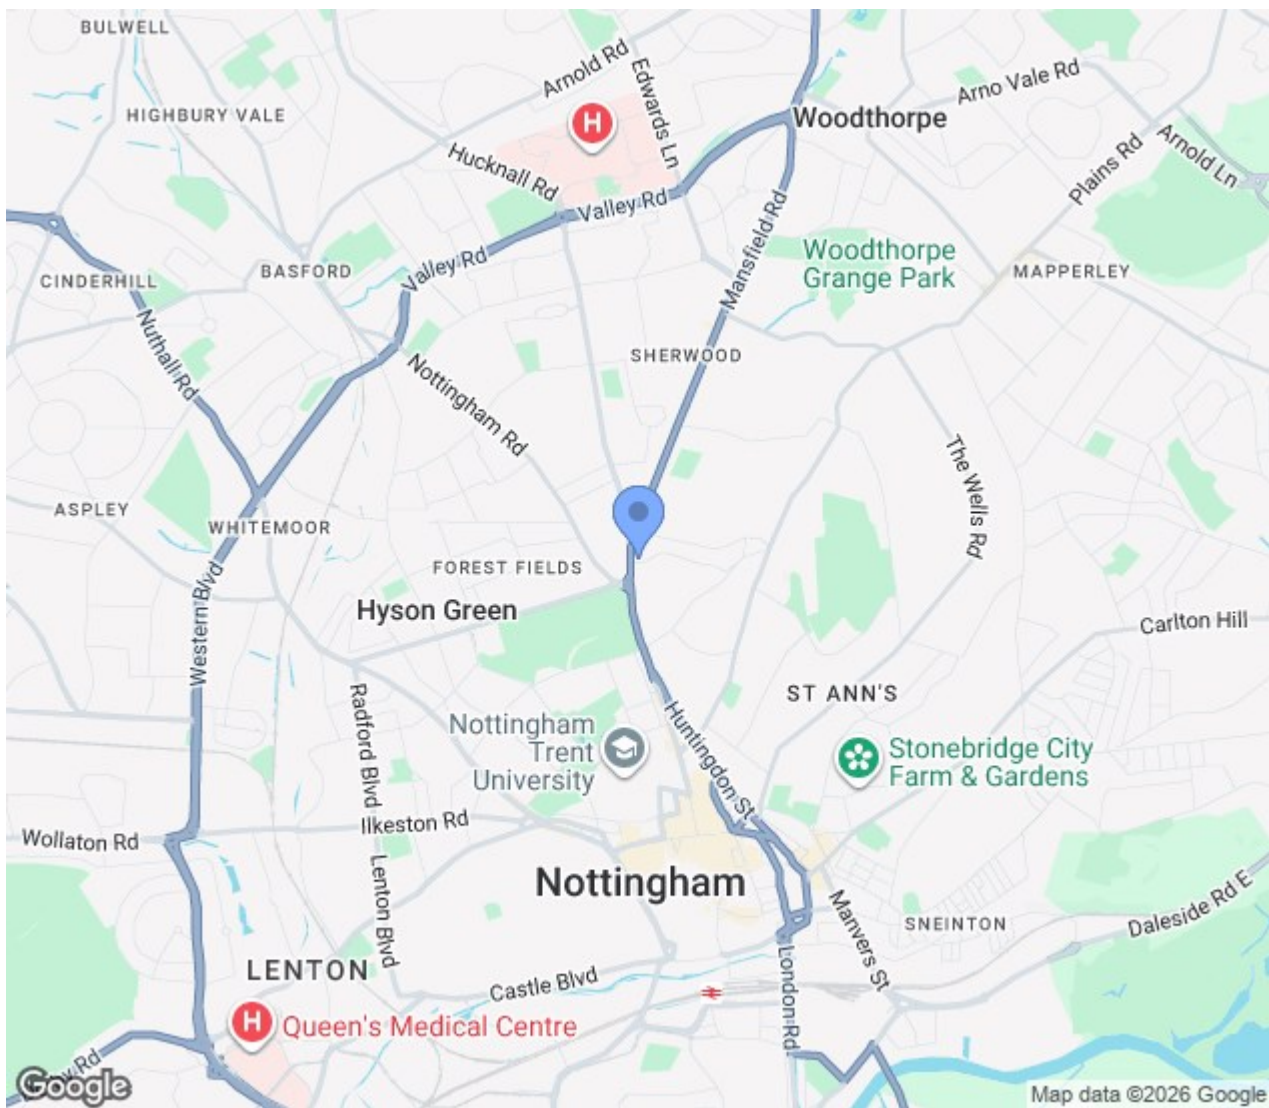 BULWELL
Arnold Rd
Edwards Ln
Arno Vale Rd
HIGHBURY VALE
H
Woodthorpe
Plains Rd
Arnold Ln
Hucknall Rd
Valley Rd
Mansfield Rd
Woodthorpe
Grange Park
MAPPERLEY
CINDERHILL
BASFORD
Valley Rd
Nuthall Rd
SHERWOOD
Nottingham Rd
The Wells Rd
ASPLEY
WHITEMOOR
FOREST FIELDS
Western Blvd
Hyson Green
Carlton Hill
Radford Blvd
Huntingdon St
ST ANN'S
Nottingham
Trent
University
Stonebridge City
Farm & Gardens
Ilkeston Rd
Wollaton Rd
Lenton Blvd
Nottingham
Manvers St
Daleside Rd E
SNEINTON
LENTON
Castle Blvd
London Rd
H
Queen's Medical Centre
Rd
Google
Map data ©2026 Google